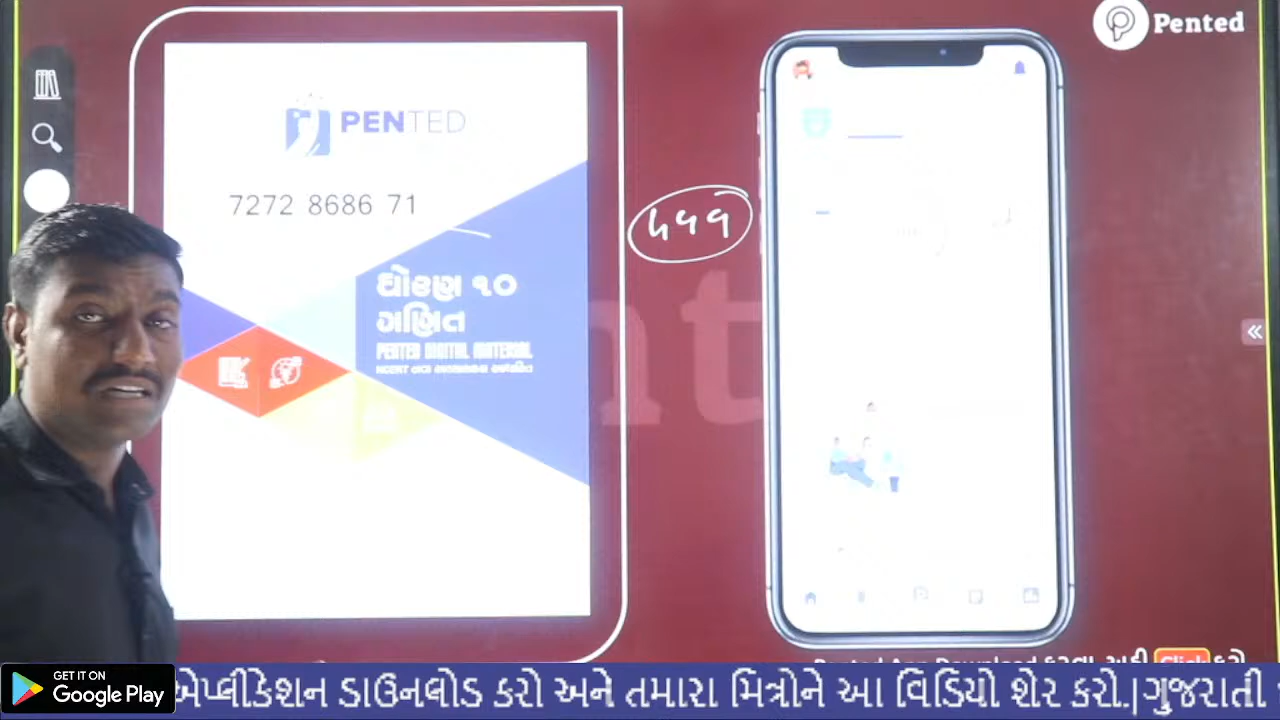 Pented
PENTED
7272 8686 71
ધોરણ ૧૦
ગણિત
PENTED DIGITAL MATERIAL
૫૧૧
GET IT ON
Google Play
એપ્લીકેશન ડાઉનલોડ કરો અને તમારા મિત્રોને આ વિડિયો શેર કરો.|ગુજરાતી